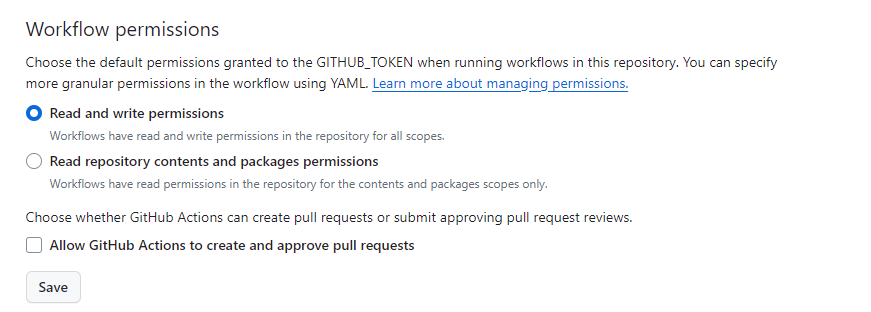 Workflow permissions
Choose the default permissions granted to the GITHUB_TOKEN when running workflows in this repository. You can specify
more granular permissions in the workflow using YAML. Learn more about managing permissions.
Read and write permissions
Workflows have read and write permissions in the repository for all scopes.
Read repository contents and packages permissions
Workflows have read permissions in the repository for the contents and packages scopes only.
Choose whether GitHub Actions can create pull requests or submit approving pull request reviews.
Allow GitHub Actions to create and approve pull requests
Save